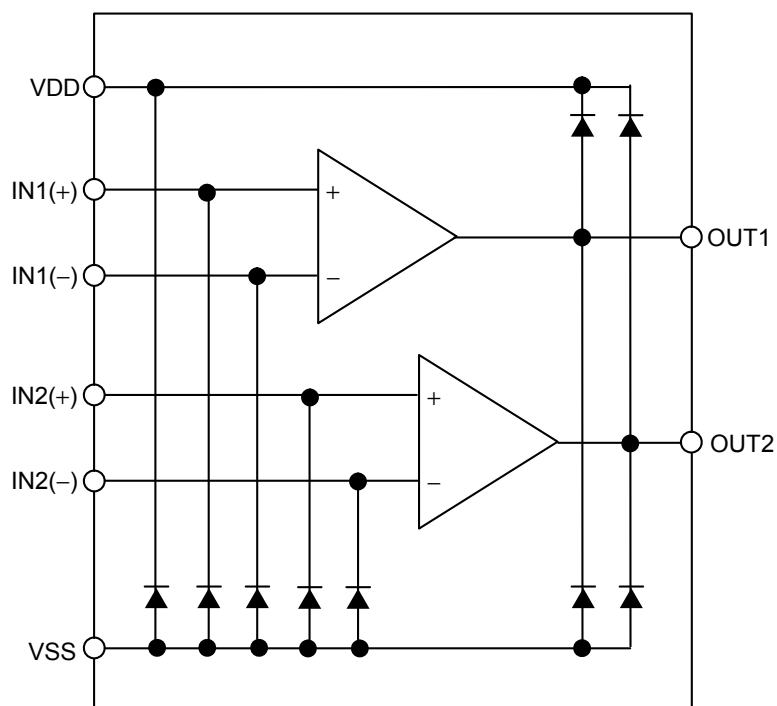 VDD
IN1(+)
+
OUT1
IN1(−)
−
IN2(+)
+
OUT2
IN2(−)
−
VSS